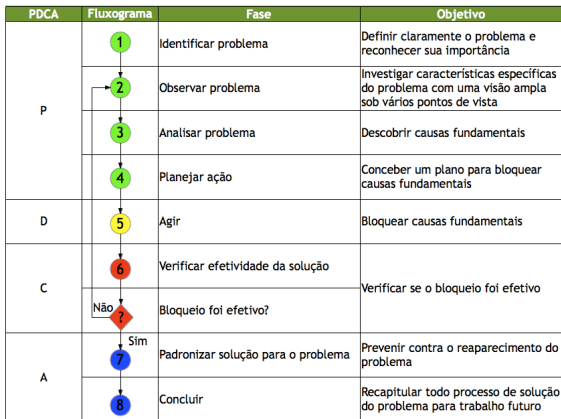 PDCA Fluxograma Fase Objetivo
1 Identificar problema Definir claramente o problema e
reconhecer sua importância
P
2 Observar problema Investigar características específicas
do problema com uma visão ampla
sob vários pontos de vista
3 Analisar problema Descobrir causas fundamentais
4 Planejar ação Conceber um plano para bloquear
causas fundamentais
D 5 Agir Bloquear causas fundamentais
C
6 Verificar efetividade da solução
Verificar se o bloqueio foi efetivo
Não ? Bloqueio foi efetivo?
Sim
A
7 Padronizar solução para o problema Prevenir contra o reaparecimento do
problema
8 Concluir Recapitular todo processo de solução
do problema para trabalho futuro